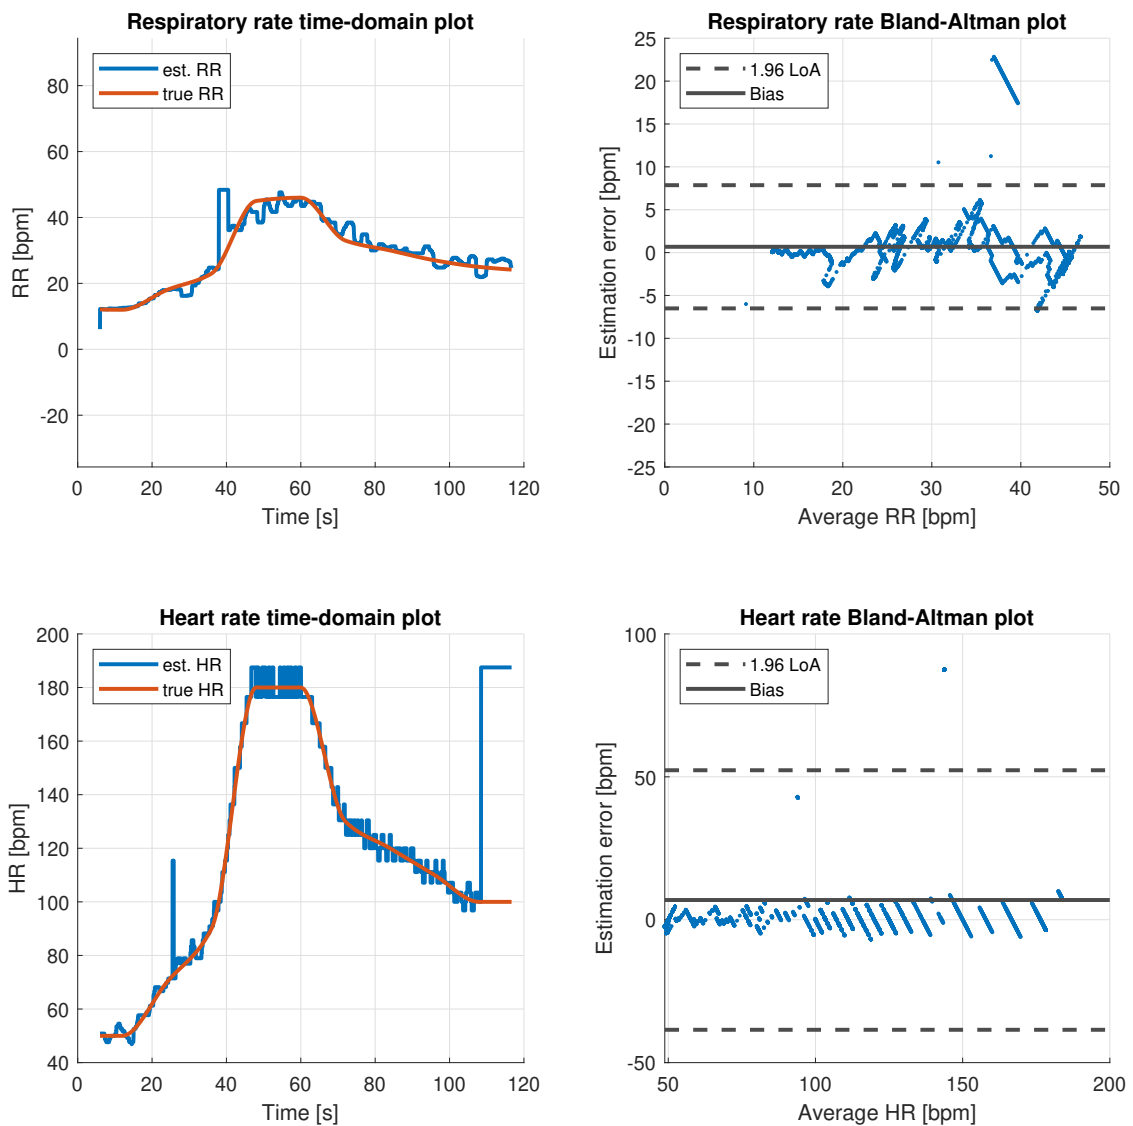 Respiratory rate time-domain plot
est. RR
true RR
80
60
40
20
0
-20
RR [bpm]
0 20 40 60 80 100 120
Time [s]
Respiratory rate Bland-Altman plot
1.96 LoA
Bias
25
20
15
10
5
0
-5
-10
-15
-20
-25
Estimation error [bpm]
0 10 20 30 40 50
Average RR [bpm]
Heart rate time-domain plot
est. HR
true HR
200
180
160
140
120
100
80
60
40
HR [bpm]
0 20 40 60 80 100 120
Time [s]
Heart rate Bland-Altman plot
1.96 LoA
Bias
100
50
0
-50
Estimation error [bpm]
50 100 150 200
Average HR [bpm]